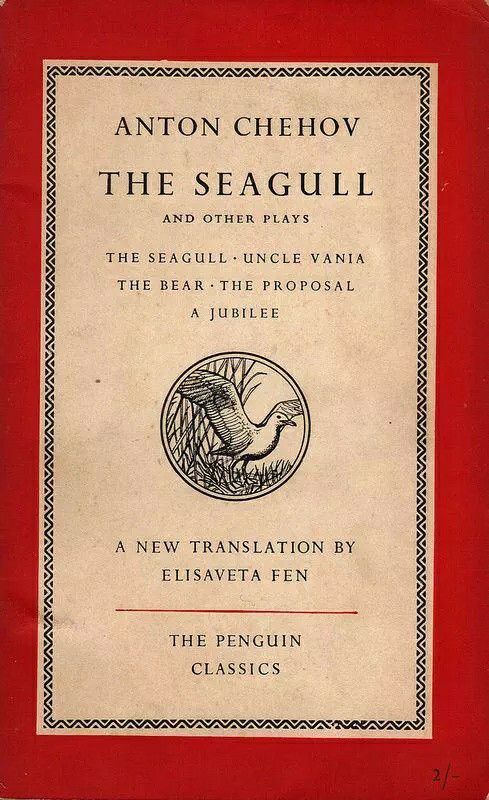 ANTON CHEHOV
THE SEAGULL
AND OTHER PLAYS
THE SEAGULL · UNCLE VANIA
THE BEAR · THE PROPOSAL
A JUBILEE
A NEW TRANSLATION BY
ELISAVETA FEN
THE PENGUIN
CLASSICS
2/-